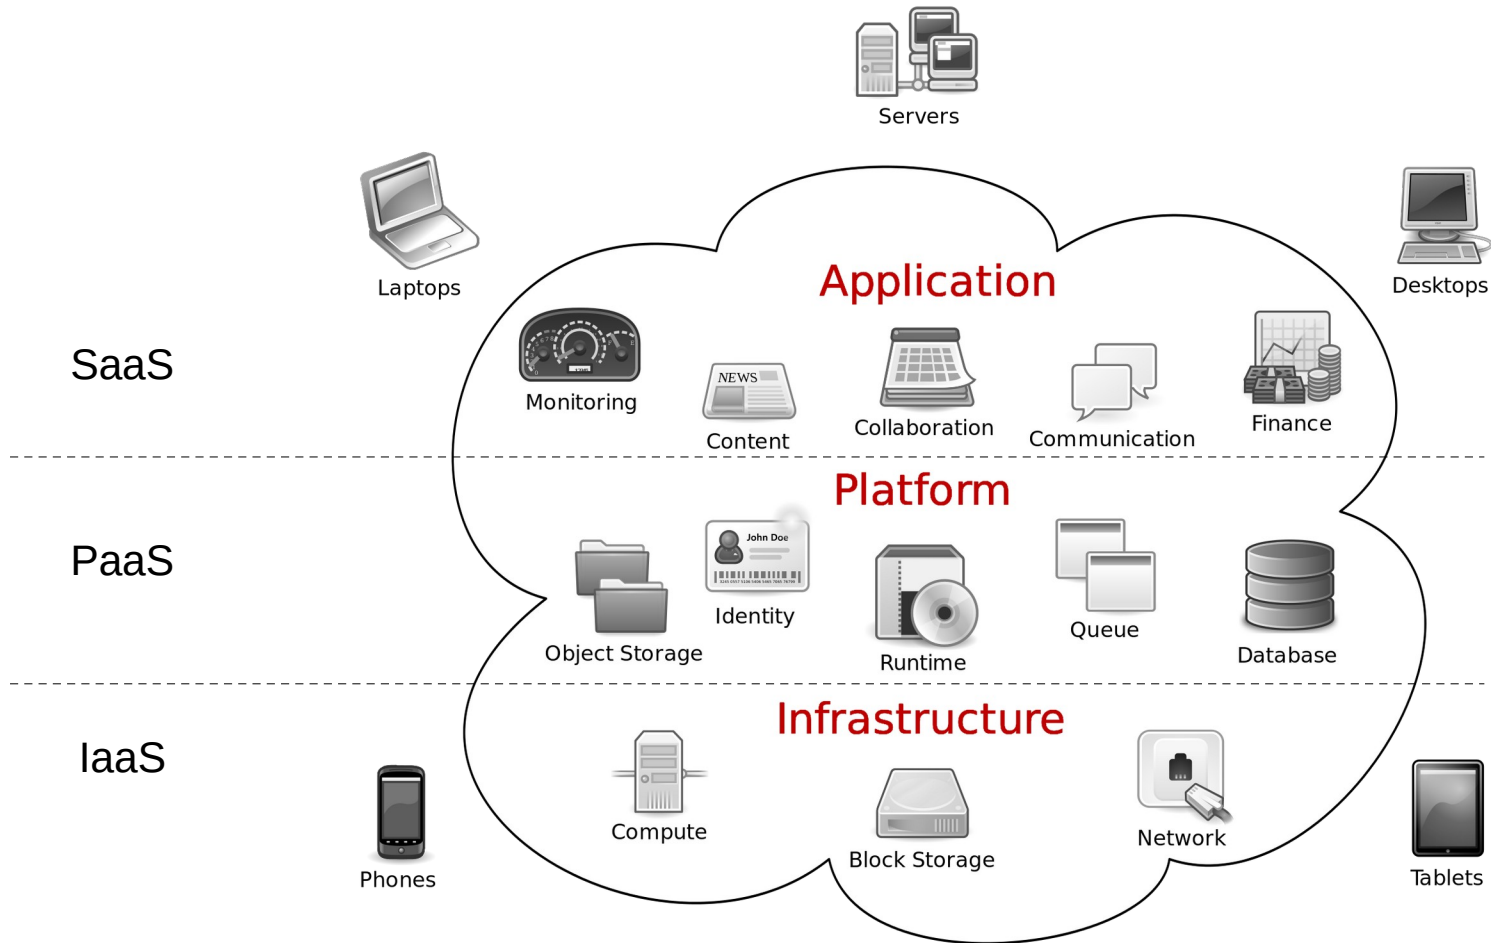 Servers
Laptops
Desktops
Application
SaaS
Monitoring
NEWS
Content
Collaboration
Communication
Finance
Platform
PaaS
John Doe
Object Storage
Identity
Runtime
Queue
Database
Infrastructure
IaaS
Compute
Block Storage
Network
Phones
Tablets